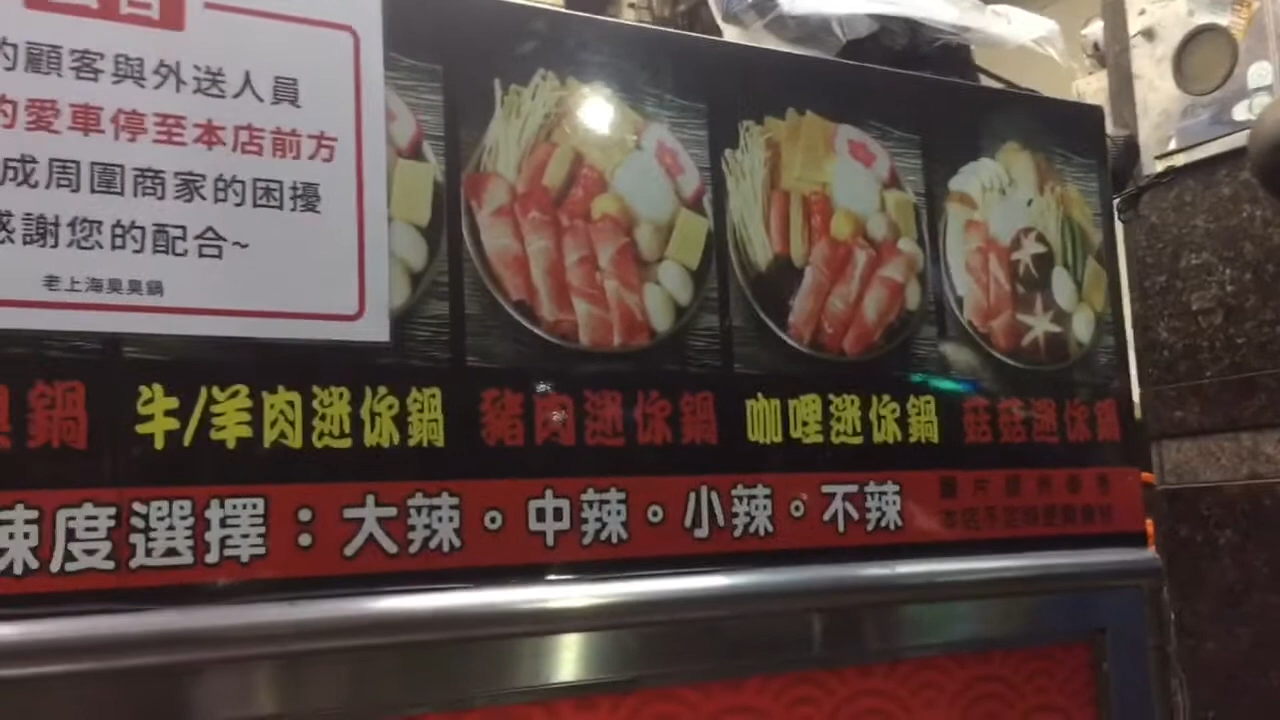 的顧客與外送人員
的愛車停至本店前方
成周圍商家的困擾
感謝您的配合~
老上海臭臭鍋
臭鍋 牛/羊肉迷你鍋 豬肉迷你鍋 咖哩迷你鍋 菇菇迷你鍋
辣度選擇：大辣。中辣。小辣。不辣